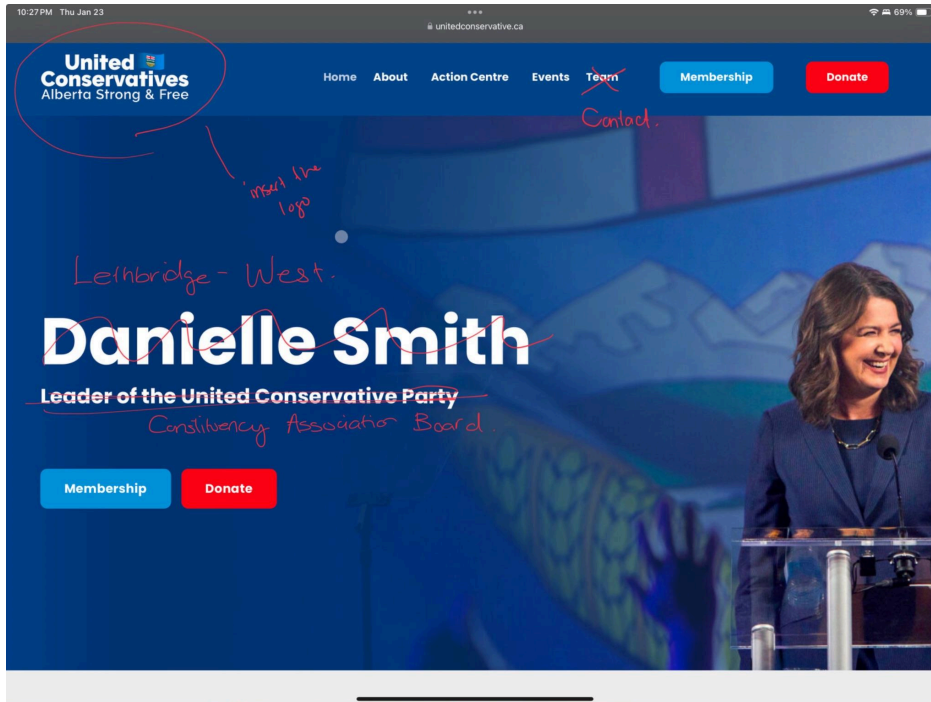 10:27 PM Thu Jan 23
69%
unitedconservative.ca
United
Conservatives
Alberta Strong & Free
Home About Action Centre Events Team Membership Donate
Contact.
insert the
logo
Lethbridge - West.
Danielle Smith
Leader of the United Conservative Party
Constituency Association Board.
Membership Donate